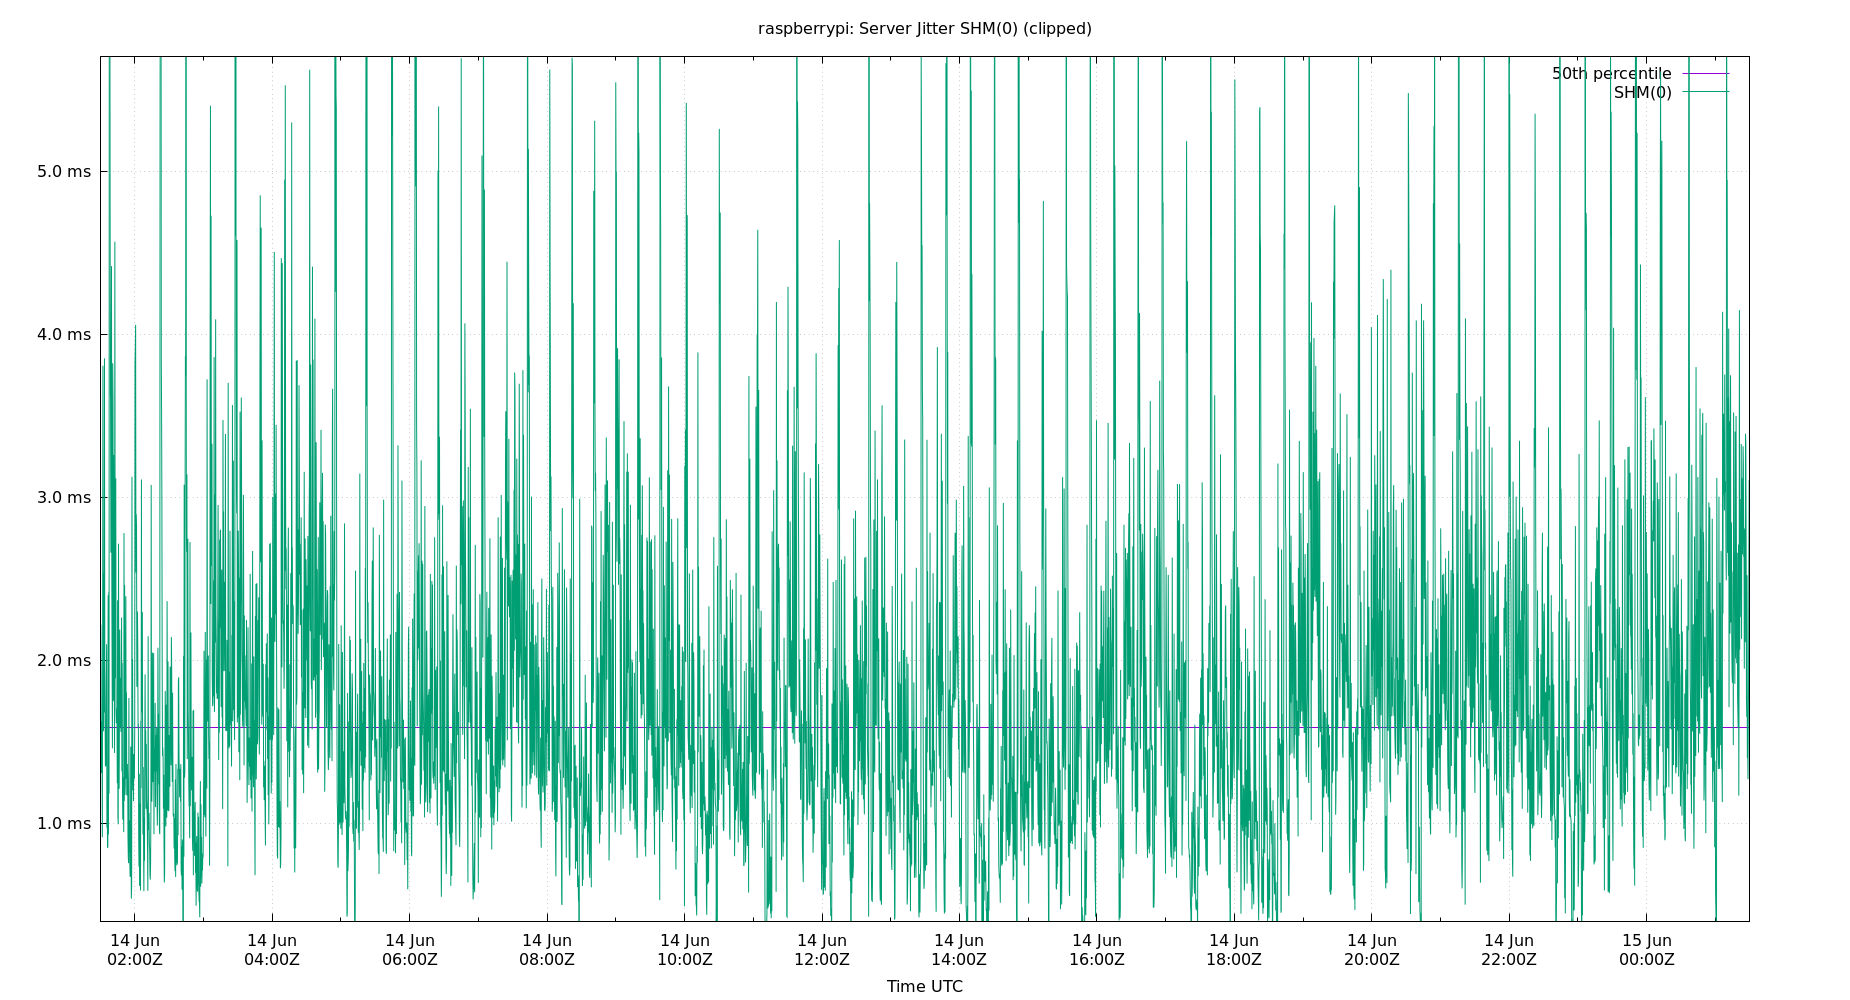 raspberrypi: Server Jitter SHM(0) (clipped)
50th percentile
SHM(0)
5.0 ms
4.0 ms
3.0 ms
2.0 ms
1.0 ms
14 Jun 14 Jun 14 Jun 14 Jun 14 Jun 14 Jun 14 Jun 14 Jun 14 Jun 14 Jun 14 Jun 15 Jun
02:00Z 04:00Z 06:00Z 08:00Z 10:00Z 12:00Z 14:00Z 16:00Z 18:00Z 20:00Z 22:00Z 00:00Z
Time UTC